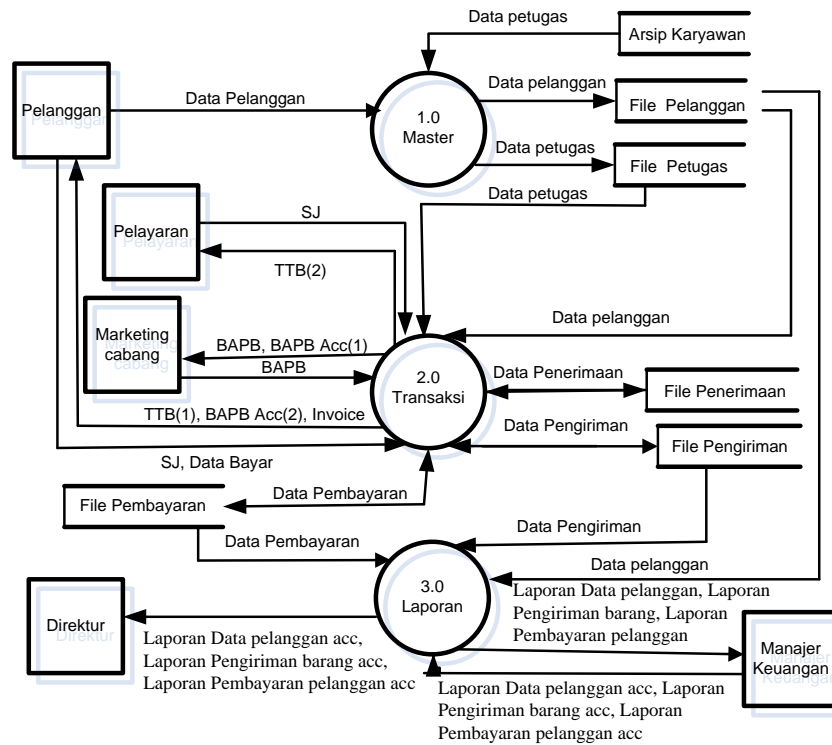 Data petugas
Arsip Karyawan
Pelanggan
Data Pelanggan
1.0
Master
Data pelanggan
File Pelanggan
Data petugas
File Petugas
Data petugas
SJ
Pelayaran
TTB(2)
Data pelanggan
Marketing
cabang
BAPB, BAPB Acc(1)
BAPB
2.0
Transaksi
Data Penerimaan
File Penerimaan
TTB(1), BAPB Acc(2), Invoice
Data Pengiriman
File Pengiriman
SJ, Data Bayar
File Pembayaran
Data Pembayaran
Data Pengiriman
Data Pembayaran
Data pelanggan
3.0
Laporan
Laporan Data pelanggan, Laporan
Pengiriman barang, Laporan
Pembayaran pelanggan
Direktur
Laporan Data pelanggan acc,
Laporan Pengiriman barang acc,
Laporan Pembayaran pelanggan acc
Manajer
Keuangan
Laporan Data pelanggan acc, Laporan
Pengiriman barang acc, Laporan
Pembayaran pelanggan acc